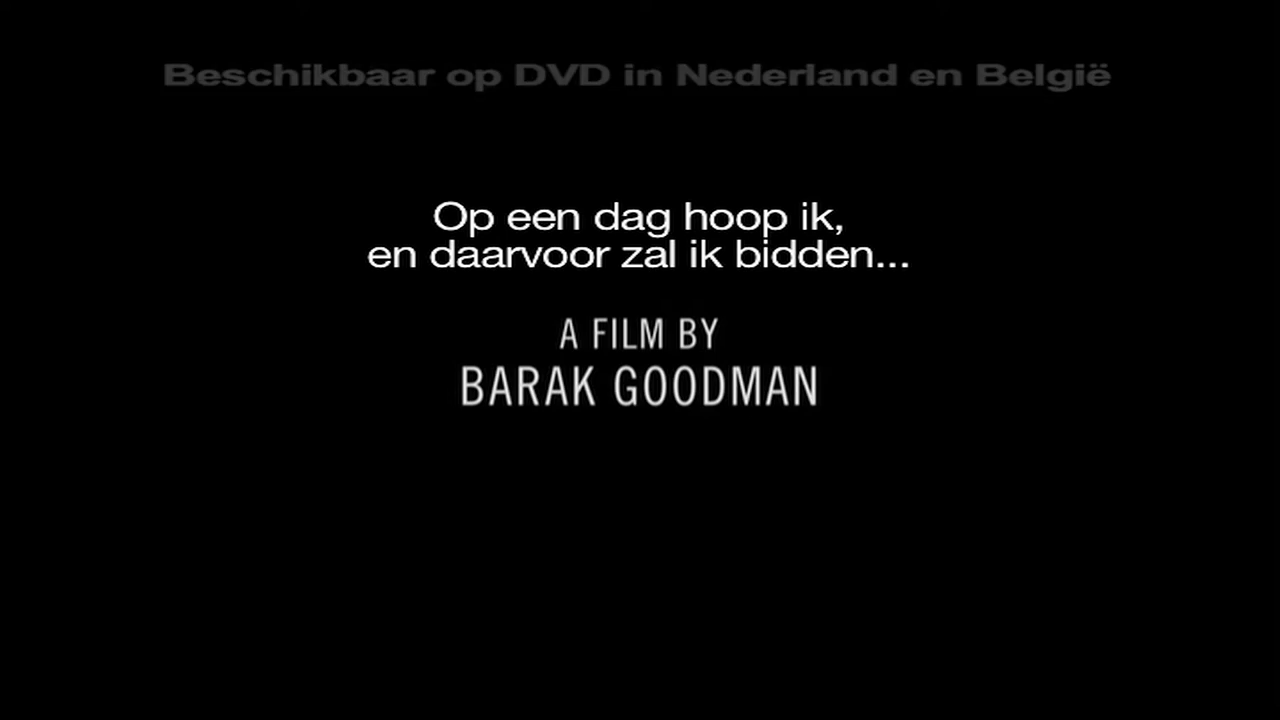 Beschikbaar op DVD in Nederland en België
Op een dag hoop ik,
en daarvoor zal ik bidden...
A FILM BY
BARAK GOODMAN